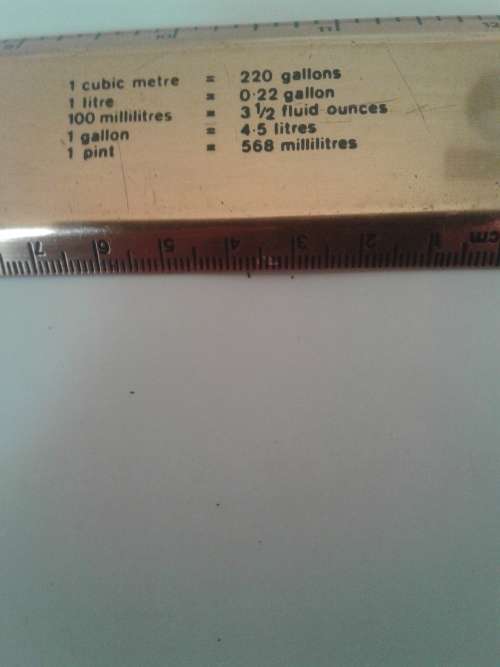 11
1 cubic metre = 220 gallons
1 litre = 0·22 gallon
100 millilitres = 3 1/2 fluid ounces
1 gallon = 4·5 litres
1 pint = 568 millilitres
7 6 5 4 3 2 1 cm